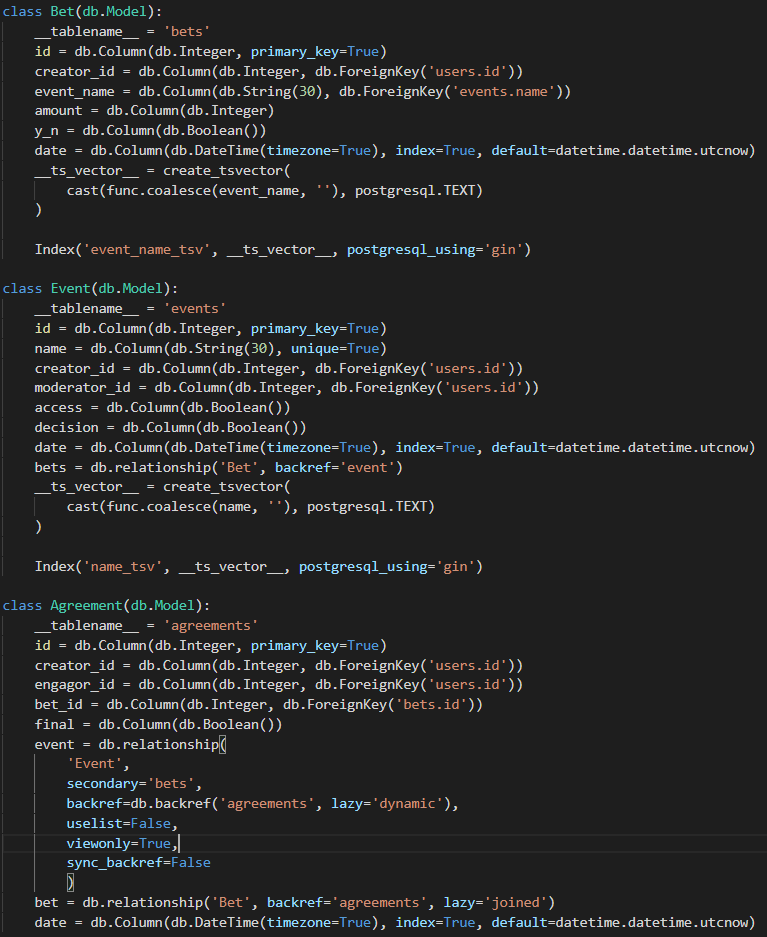 class Bet(db.Model):
    __tablename__ = 'bets'
    id = db.Column(db.Integer, primary_key=True)
    creator_id = db.Column(db.Integer, db.ForeignKey('users.id'))
    event_name = db.Column(db.String(30), db.ForeignKey('events.name'))
    amount = db.Column(db.Integer)
    y_n = db.Column(db.Boolean())
    date = db.Column(db.DateTime(timezone=True), index=True, default=datetime.datetime.utcnow)
    __ts_vector__ = create_tsvector(
        cast(func.coalesce(event_name, ''), postgresql.TEXT)
    )

    Index('event_name_tsv', __ts_vector__, postgresql_using='gin')

class Event(db.Model):
    __tablename__ = 'events'
    id = db.Column(db.Integer, primary_key=True)
    name = db.Column(db.String(30), unique=True)
    creator_id = db.Column(db.Integer, db.ForeignKey('users.id'))
    moderator_id = db.Column(db.Integer, db.ForeignKey('users.id'))
    access = db.Column(db.Boolean())
    decision = db.Column(db.Boolean())
    date = db.Column(db.DateTime(timezone=True), index=True, default=datetime.datetime.utcnow)
    bets = db.relationship('Bet', backref='event')
    __ts_vector__ = create_tsvector(
        cast(func.coalesce(name, ''), postgresql.TEXT)
    )

    Index('name_tsv', __ts_vector__, postgresql_using='gin')

class Agreement(db.Model):
    __tablename__ = 'agreements'
    id = db.Column(db.Integer, primary_key=True)
    creator_id = db.Column(db.Integer, db.ForeignKey('users.id'))
    engagor_id = db.Column(db.Integer, db.ForeignKey('users.id'))
    bet_id = db.Column(db.Integer, db.ForeignKey('bets.id'))
    final = db.Column(db.Boolean())
    event = db.relationship(
        'Event',
        secondary='bets',
        backref=db.backref('agreements', lazy='dynamic'),
        uselist=False,
        viewonly=True,
        sync_backref=False
        )
    bet = db.relationship('Bet', backref='agreements', lazy='joined')
    date = db.Column(db.DateTime(timezone=True), index=True, default=datetime.datetime.utcnow)